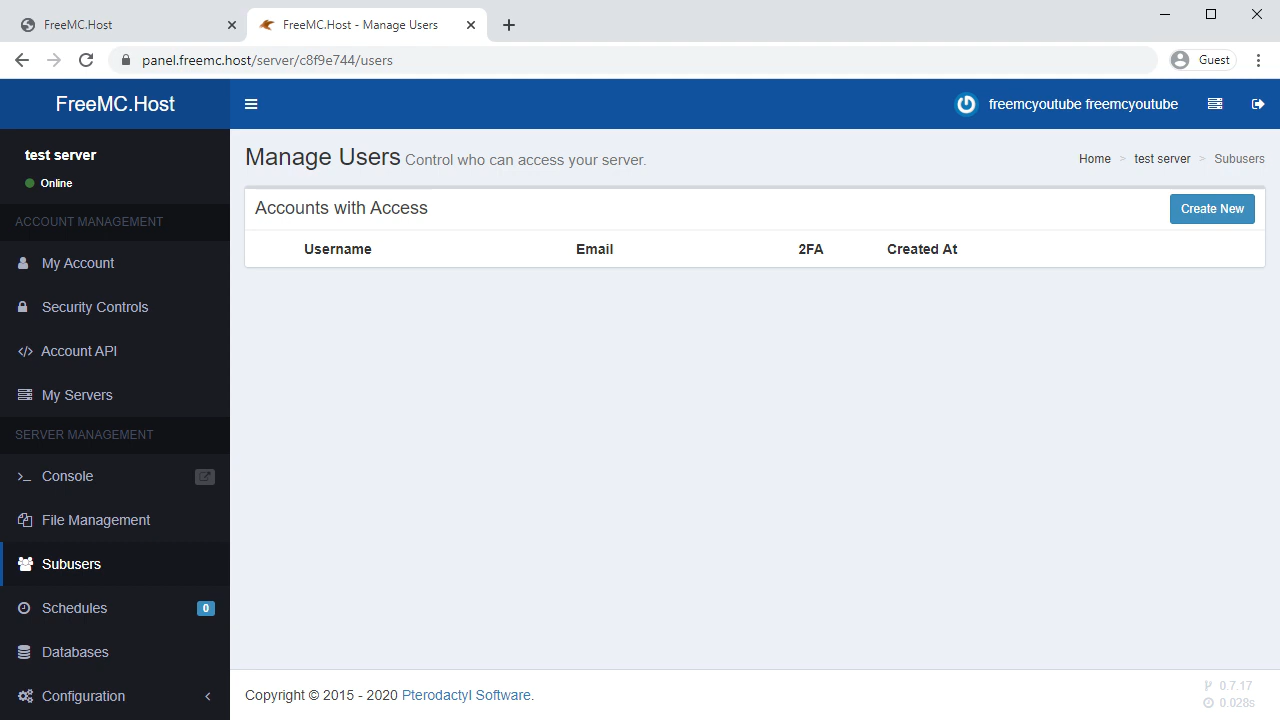 FreeMC.Host
FreeMC.Host - Manage Users
panel.freemc.host/server/c8f9e744/users
Guest
FreeMC.Host
freemcyoutube freemcyoutube
test server
Online
Manage Users Control who can access your server.
Home > test server > Subusers
Accounts with Access
Create New
Username Email 2FA Created At
ACCOUNT MANAGEMENT
My Account
Security Controls
Account API
My Servers
SERVER MANAGEMENT
Console
File Management
Subusers
Schedules 0
Databases
Configuration
Copyright © 2015 - 2020 Pterodactyl Software.
0.7.17
0.028s